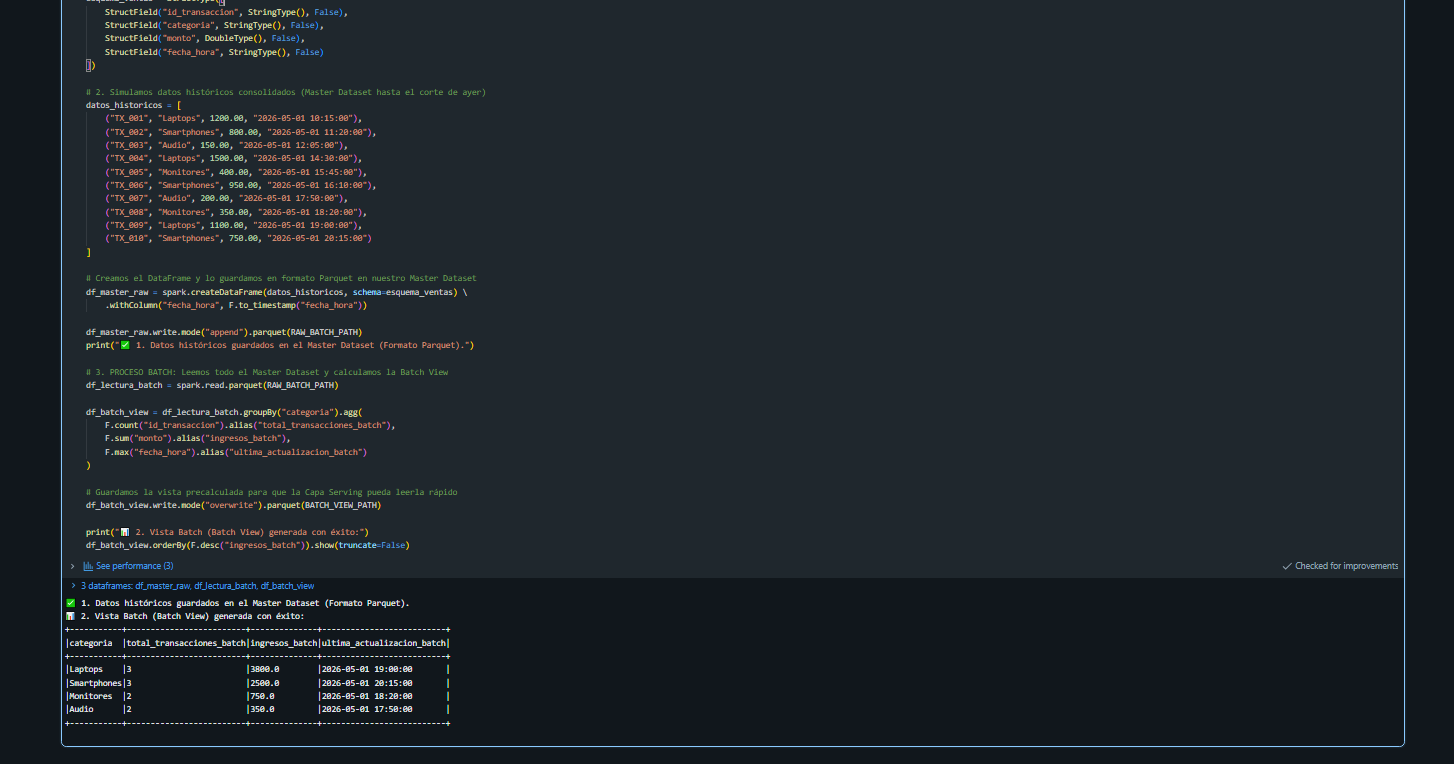 StructField("id_transaccion", StringType(), False),
StructField("categoria", StringType(), False),
StructField("monto", DoubleType(), False),
StructField("fecha_hora", StringType(), False)
])
# 2. Simulamos datos históricos consolidados (Master Dataset hasta el corte de ayer)
datos_historicos = [
("TX_001", "Laptops", 1200.00, "2026-05-01 10:15:00"),
("TX_002", "Smartphones", 800.00, "2026-05-01 11:20:00"),
("TX_003", "Audio", 150.00, "2026-05-01 12:05:00"),
("TX_004", "Laptops", 1500.00, "2026-05-01 14:30:00"),
("TX_005", "Monitores", 400.00, "2026-05-01 15:45:00"),
("TX_006", "Smartphones", 950.00, "2026-05-01 16:10:00"),
("TX_007", "Audio", 200.00, "2026-05-01 17:50:00"),
("TX_008", "Monitores", 350.00, "2026-05-01 18:20:00"),
("TX_009", "Laptops", 1100.00, "2026-05-01 19:00:00"),
("TX_010", "Smartphones", 750.00, "2026-05-01 20:15:00")
]
# Creamos el DataFrame y lo guardamos en formato Parquet en nuestro Master Dataset
df_master_raw = spark.createDataFrame(datos_historicos, schema=esquema_ventas) \
.withColumn("fecha_hora", F.to_timestamp("fecha_hora"))
df_master_raw.write.mode("append").parquet(RAW_BATCH_PATH)
print("✅ 1. Datos históricos guardados en el Master Dataset (Formato Parquet).")
# 3. PROCESO BATCH: Leemos todo el Master Dataset y calculamos la Batch View
df_lectura_batch = spark.read.parquet(RAW_BATCH_PATH)
df_batch_view = df_lectura_batch.groupBy("categoria").agg(
F.count("id_transaccion").alias("total_transacciones_batch"),
F.sum("monto").alias("ingresos_batch"),
F.max("fecha_hora").alias("ultima_actualizacion_batch")
)
# Guardamos la vista precalculada para que la Capa Serving pueda leerla rápido
df_batch_view.write.mode("overwrite").parquet(BATCH_VIEW_PATH)
print("📊 2. Vista Batch (Batch View) generada con éxito:")
df_batch_view.orderBy(F.desc("ingresos_batch")).show(truncate=False)
See performance (3) Checked for improvements
3 dataframes: df_master_raw, df_lectura_batch, df_batch_view
✅ 1. Datos históricos guardados en el Master Dataset (Formato Parquet).
📊 2. Vista Batch (Batch View) generada con éxito:
+-----------+-------------------------+--------------+--------------------------+
|categoria  |total_transacciones_batch|ingresos_batch|ultima_actualizacion_batch|
+-----------+-------------------------+--------------+--------------------------+
|Laptops    |3                        |3800.0        |2026-05-01 19:00:00       |
|Smartphones|3                        |2500.0        |2026-05-01 20:15:00       |
|Monitores  |2                        |750.0         |2026-05-01 18:20:00       |
|Audio      |2                        |350.0         |2026-05-01 17:50:00       |
+-----------+-------------------------+--------------+--------------------------+